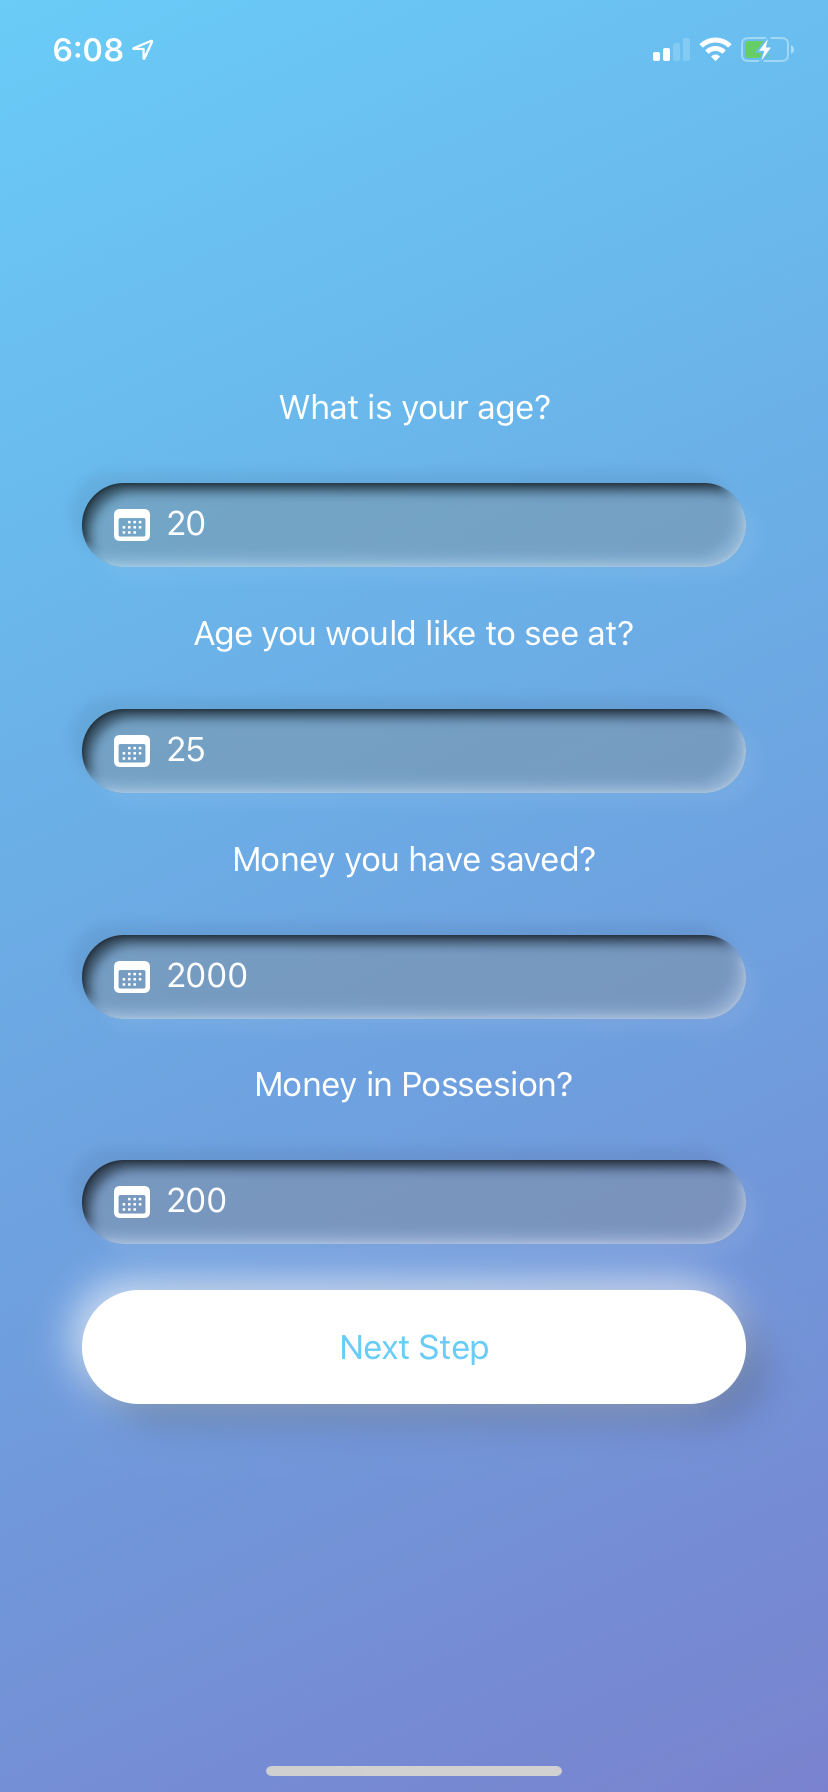 6:08
What is your age?
20
Age you would like to see at?
25
Money you have saved?
2000
Money in Possesion?
200
Next Step